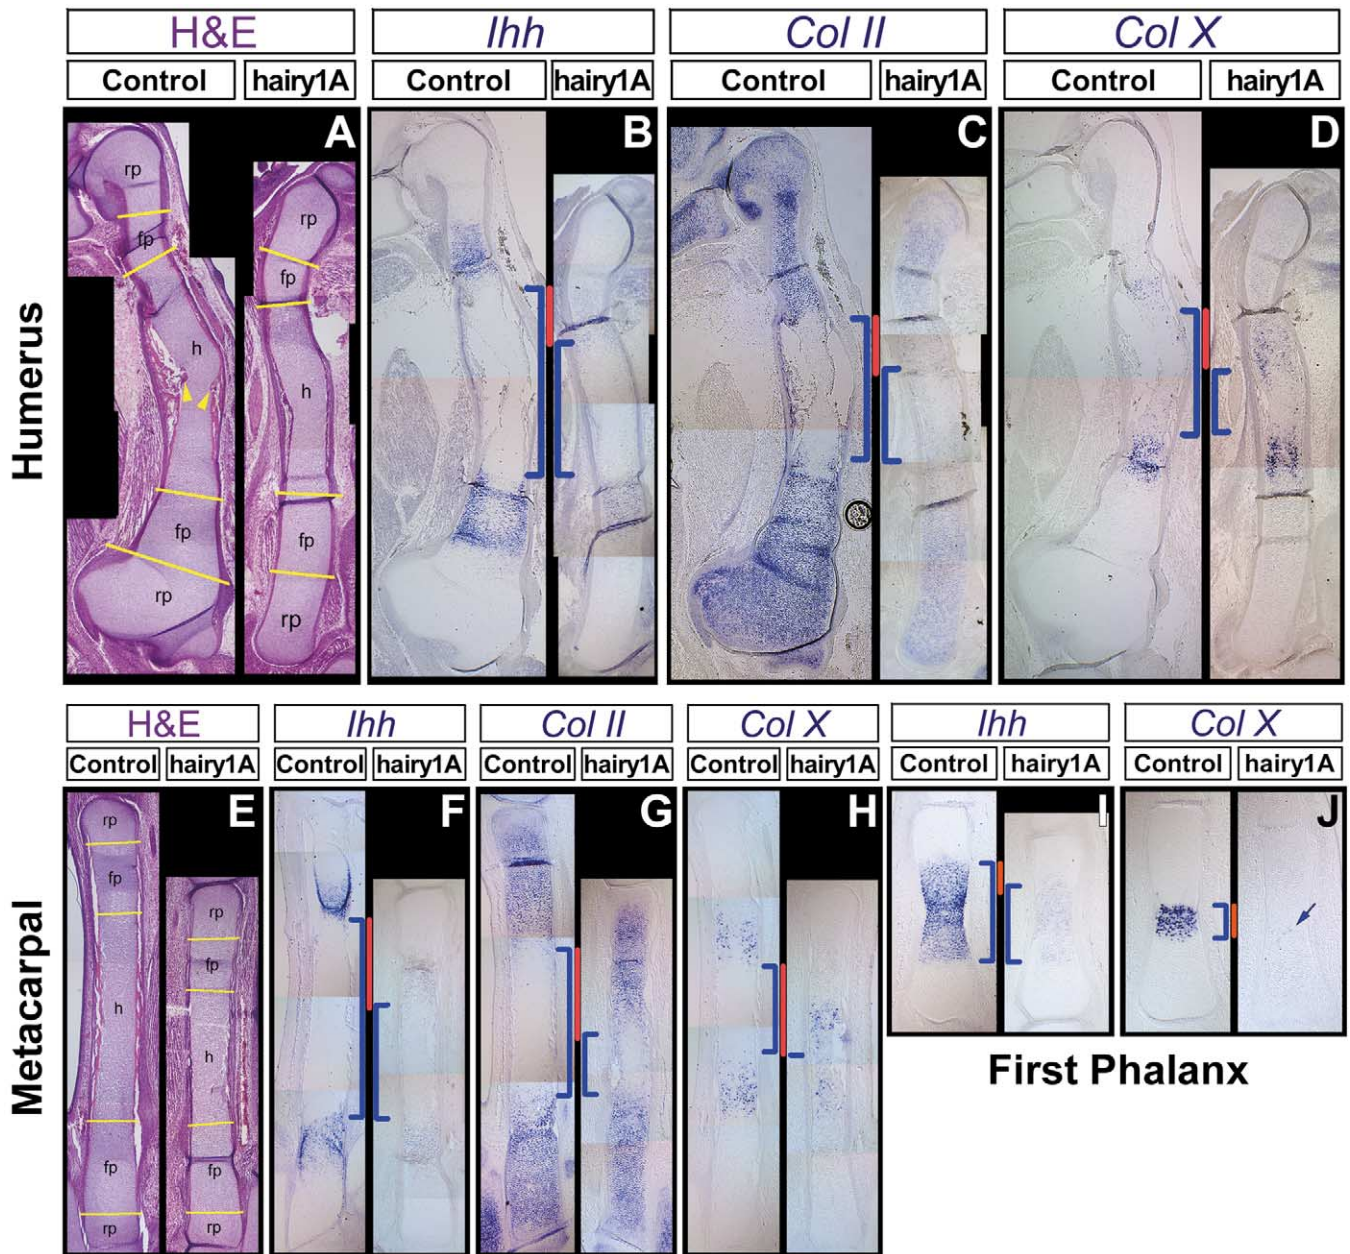 H&E Ihh Col II Col X
Control hairy1A Control hairy1A Control hairy1A Control hairy1A
A B C D
rp
fp
h
fp
rp
rp
fp
h
fp
rp
Humerus
H&E Ihh Col II Col X Ihh Col X
Control hairy1A Control hairy1A Control hairy1A Control hairy1A Control hairy1A Control hairy1A
E F G H I J
rp
fp
h
fp
rp
rp
fp
h
fp
rp
Metacarpal
First Phalanx